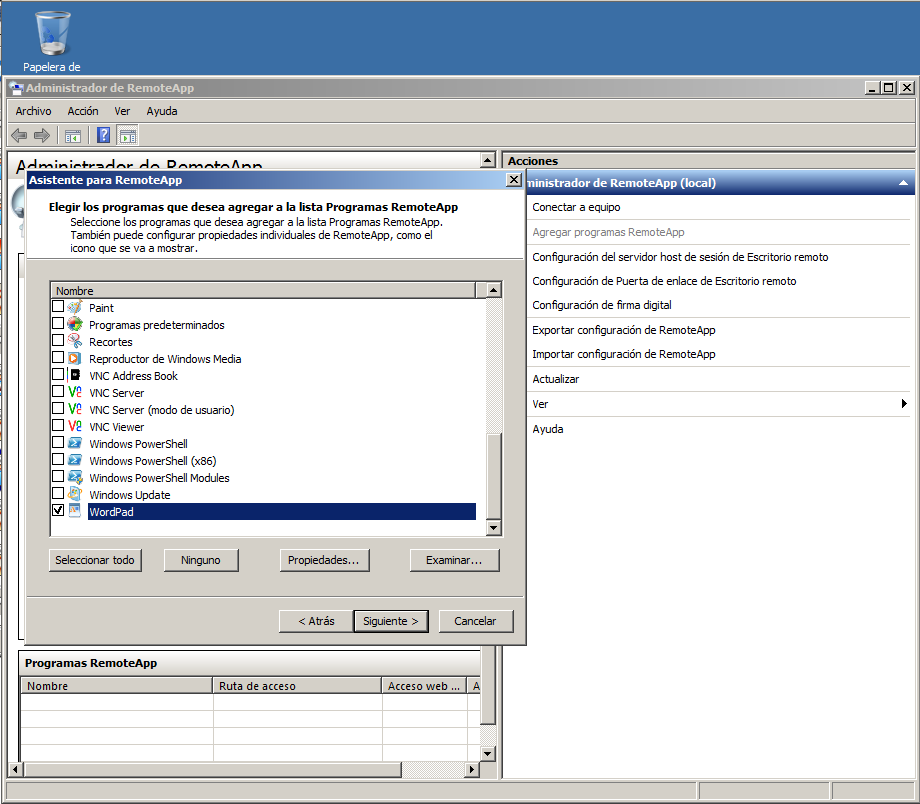 Papelera de
Administrador de RemoteApp
Archivo Acción Ver Ayuda
Administrador de RemoteApp
Acciones
Asistente para RemoteApp
ministrador de RemoteApp (local)
Elegir los programas que desea agregar a la lista Programas RemoteApp
Seleccione los programas que desea agregar a la lista Programas RemoteApp.
También puede configurar propiedades individuales de RemoteApp, como el
icono que se va a mostrar.
Nombre
Paint
Programas predeterminados
Recortes
Reproductor de Windows Media
VNC Address Book
VNC Server
VNC Server (modo de usuario)
VNC Viewer
Windows PowerShell
Windows PowerShell (x86)
Windows PowerShell Modules
Windows Update
WordPad
Seleccionar todo Ninguno Propiedades... Examinar...
< Atrás Siguiente > Cancelar
Conectar a equipo
Agregar programas RemoteApp
Configuración del servidor host de sesión de Escritorio remoto
Configuración de Puerta de enlace de Escritorio remoto
Configuración de firma digital
Exportar configuración de RemoteApp
Importar configuración de RemoteApp
Actualizar
Ver
Ayuda
Programas RemoteApp
Nombre Ruta de acceso Acceso web ... A